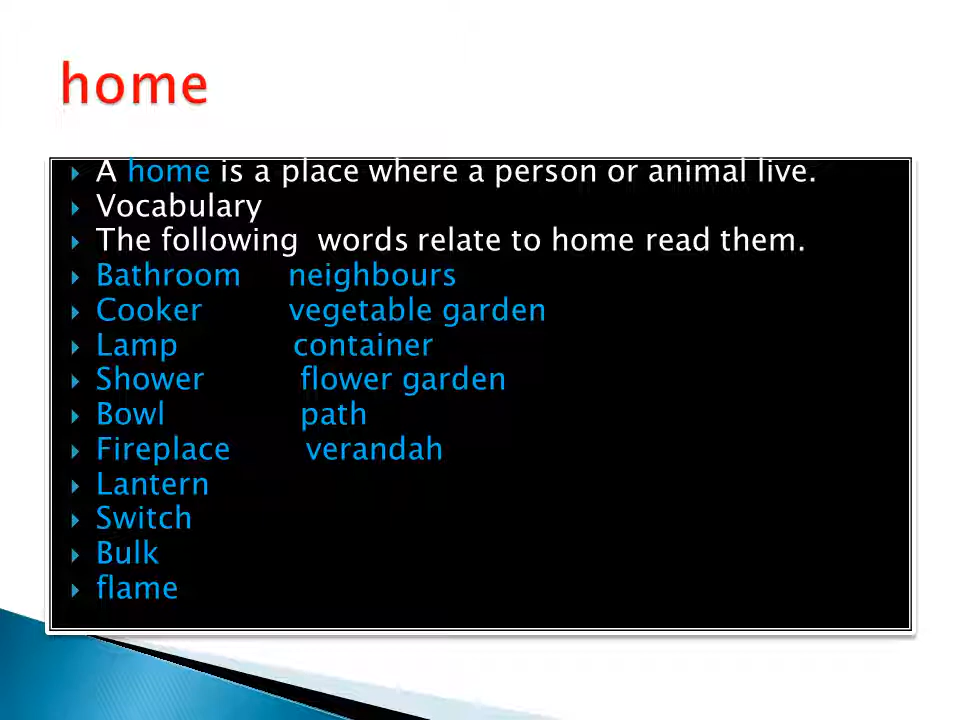 home
A home is a place where a person or animal live.
Vocabulary
The following words relate to home read them.
Bathroom neighbours
Cooker vegetable garden
Lamp container
Shower flower garden
Bowl path
Fireplace verandah
Lantern
Switch
Bulk
flame